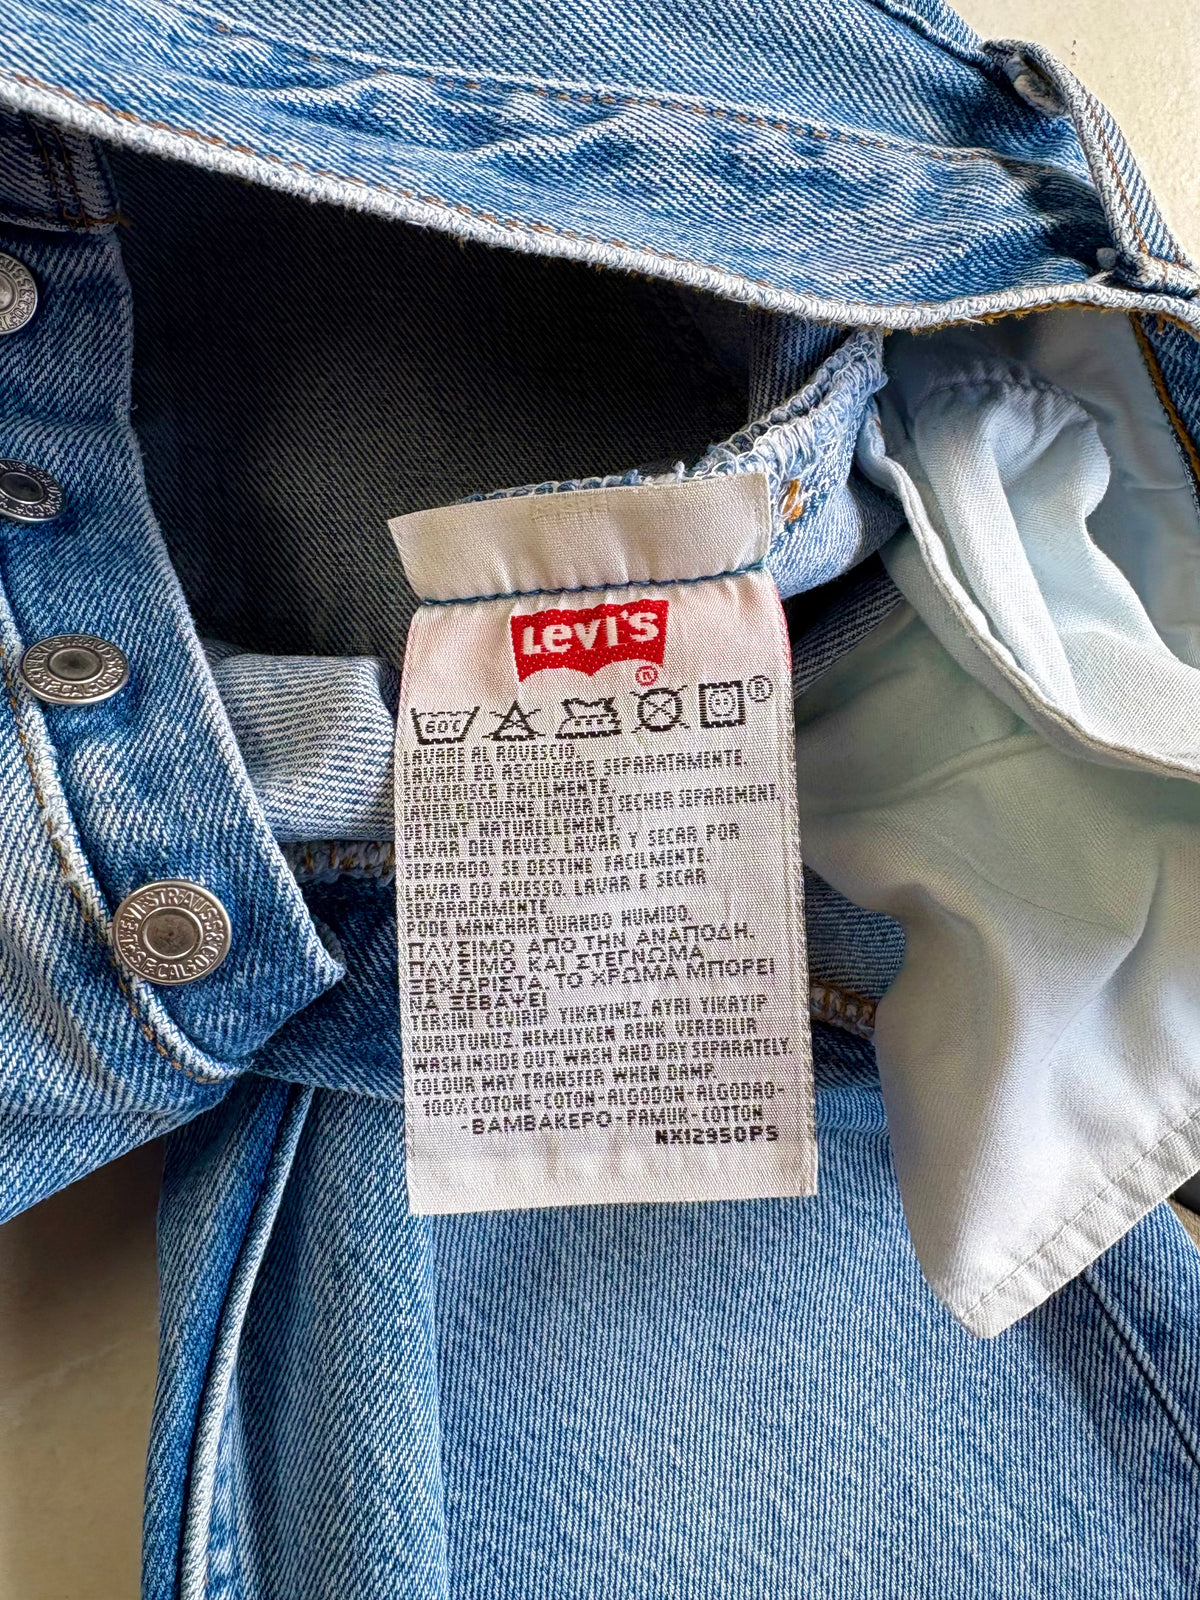 Levi's
®
60C
®
LAVARE AL ROVESCIO.
LAVARE ED ASCIUGARE SEPARATAMENTE.
SCOLORISCE FACILMENTE.
LAVER A RETOURNE. LAVER ET SECHER SEPAREMENT.
DETEINT NATURELLEMENT
LAVAR DEL REVES. LAVAR Y SECAR POR
SEPARADO. SE DESTINE FACILMENTE.
LAVAR DO AVESSO. LAVAR E SECAR
SEPARADAMENTE.
PODE MANCHAR QUANDO HUMIDO.
ΠΛΥΣΙΜΟ ΑΠΟ ΤΗΝ ΑΝΑΠΟΔΗ.
ΠΛΥΣΙΜΟ ΚΑΙ ΣΤΕΓΝΩΜΑ
ΞΕΧΩΡΙΣΤΑ. ΤΟ ΧΡΩΜΑ ΜΠΟΡΕΙ
ΝΑ ΞΕΒΑΨΕΙ
TERSINI CEVIRIP YIKAYINIZ. AYRI YIKAYIP
KURUTUNUZ. NEMLIYKEN RENK VEREBILIR
WASH INSIDE OUT. WASH AND DRY SEPARATELY.
COLOUR MAY TRANSFER WHEN DAMP.
100% COTONE-COTON-ALGODON-ALGODAO-
-ΒΑΜΒΑΚΕΡΟ-PAMUK-COTTON
NX12950PS